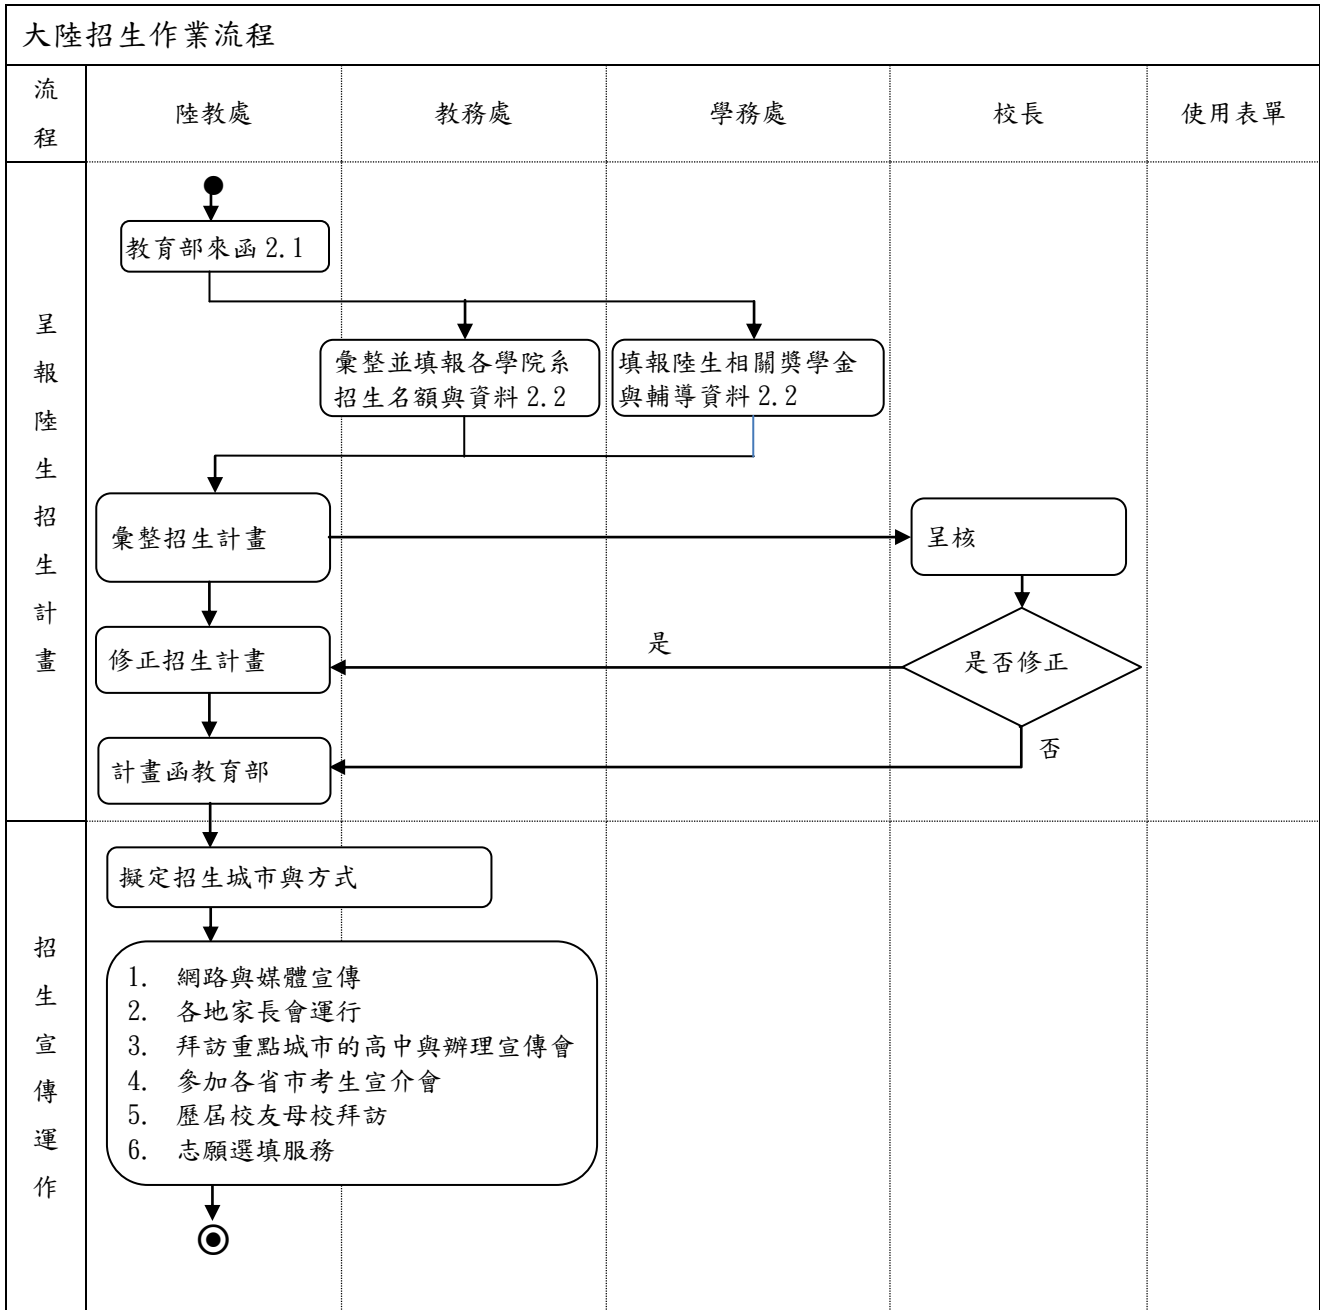 大陸招生作業流程
流程
陸教處
教務處
學務處
校長
使用表單
呈報陸生招生計畫
教育部來函 2.1
彙整並填報各學院系
招生名額與資料 2.2
填報陸生相關獎學金
與輔導資料 2.2
彙整招生計畫
呈核
修正招生計畫
是
是否修正
計畫函教育部
否
招生宣傳運作
擬定招生城市與方式
1. 網路與媒體宣傳
2. 各地家長會運行
3. 拜訪重點城市的高中與辦理宣傳會
4. 參加各省市考生宣介會
5. 歷屆校友母校拜訪
6. 志願選填服務